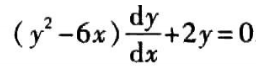 (y²-6x) dy/dx + 2y = 0